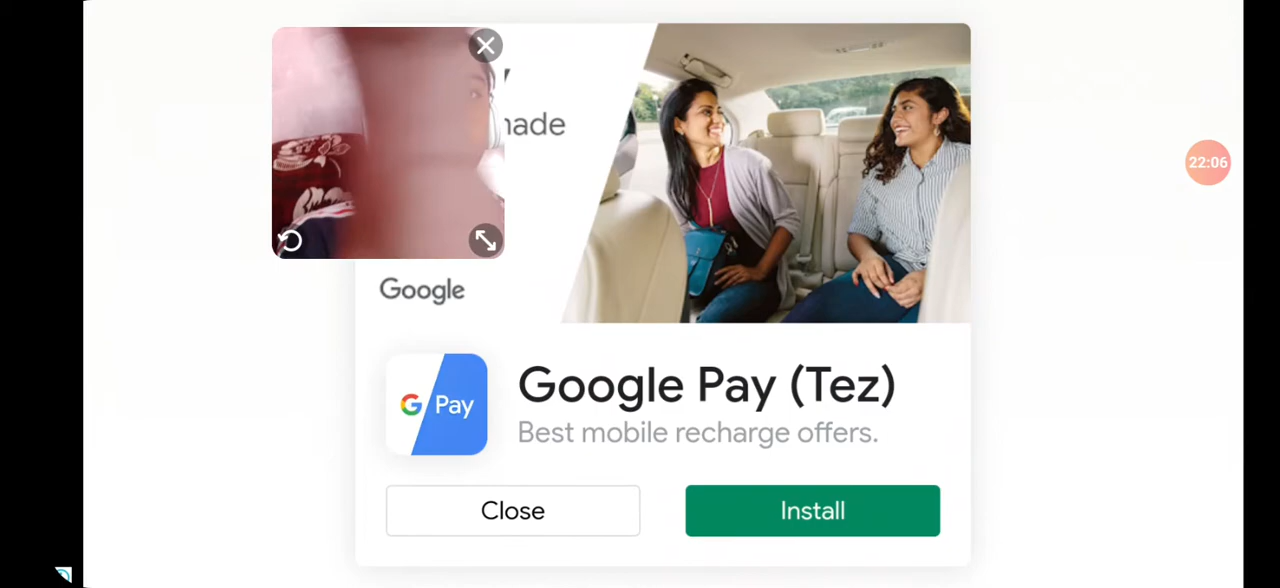 nade
22:06
Google
G Pay
Google Pay (Tez)
Best mobile recharge offers.
Close
Install